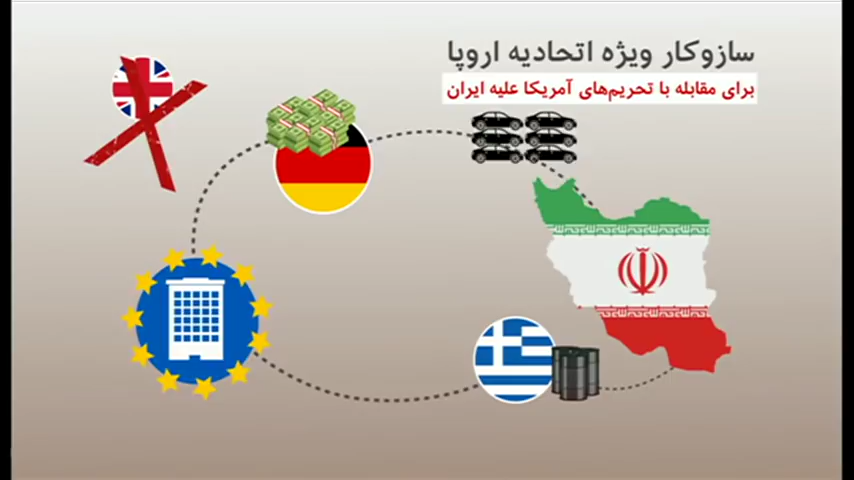 سازوکار ویژه اتحادیه اروپا
برای مقابله با تحریم‌های آمریکا علیه ایران